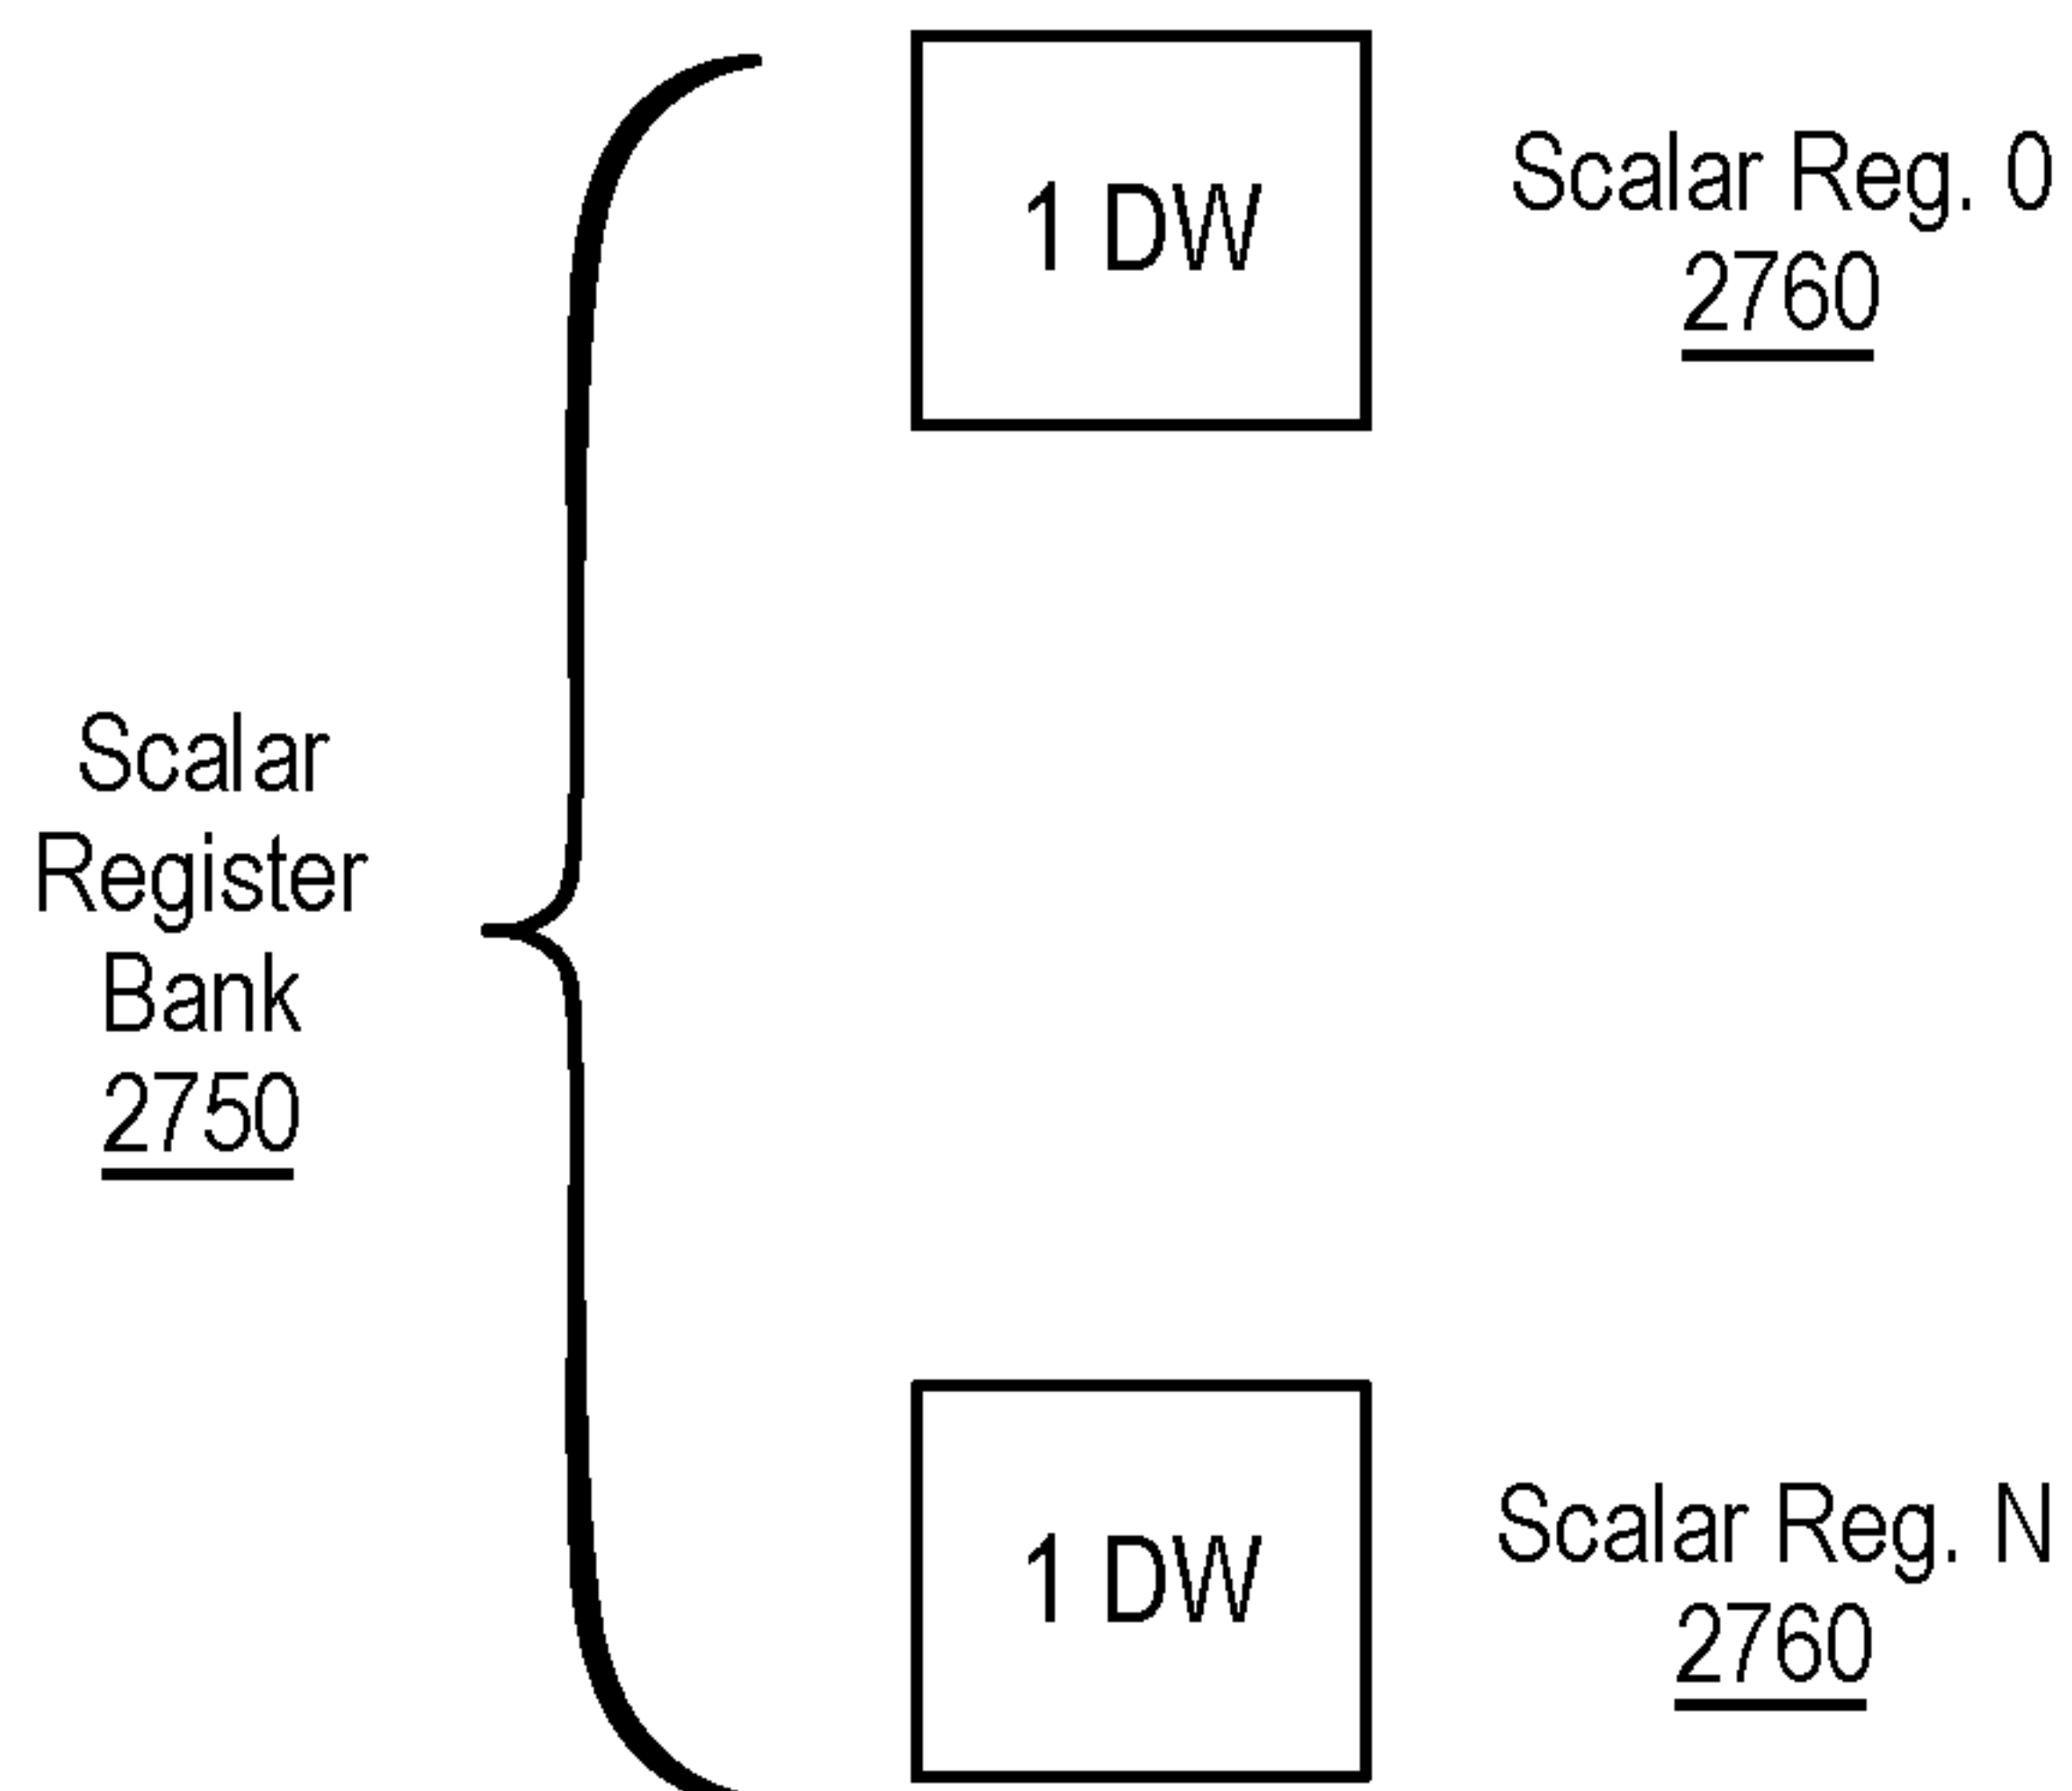 1 DW
Scalar Reg. 0
2760
Scalar
Register
Bank
2750
1 DW
Scalar Reg. N
2760